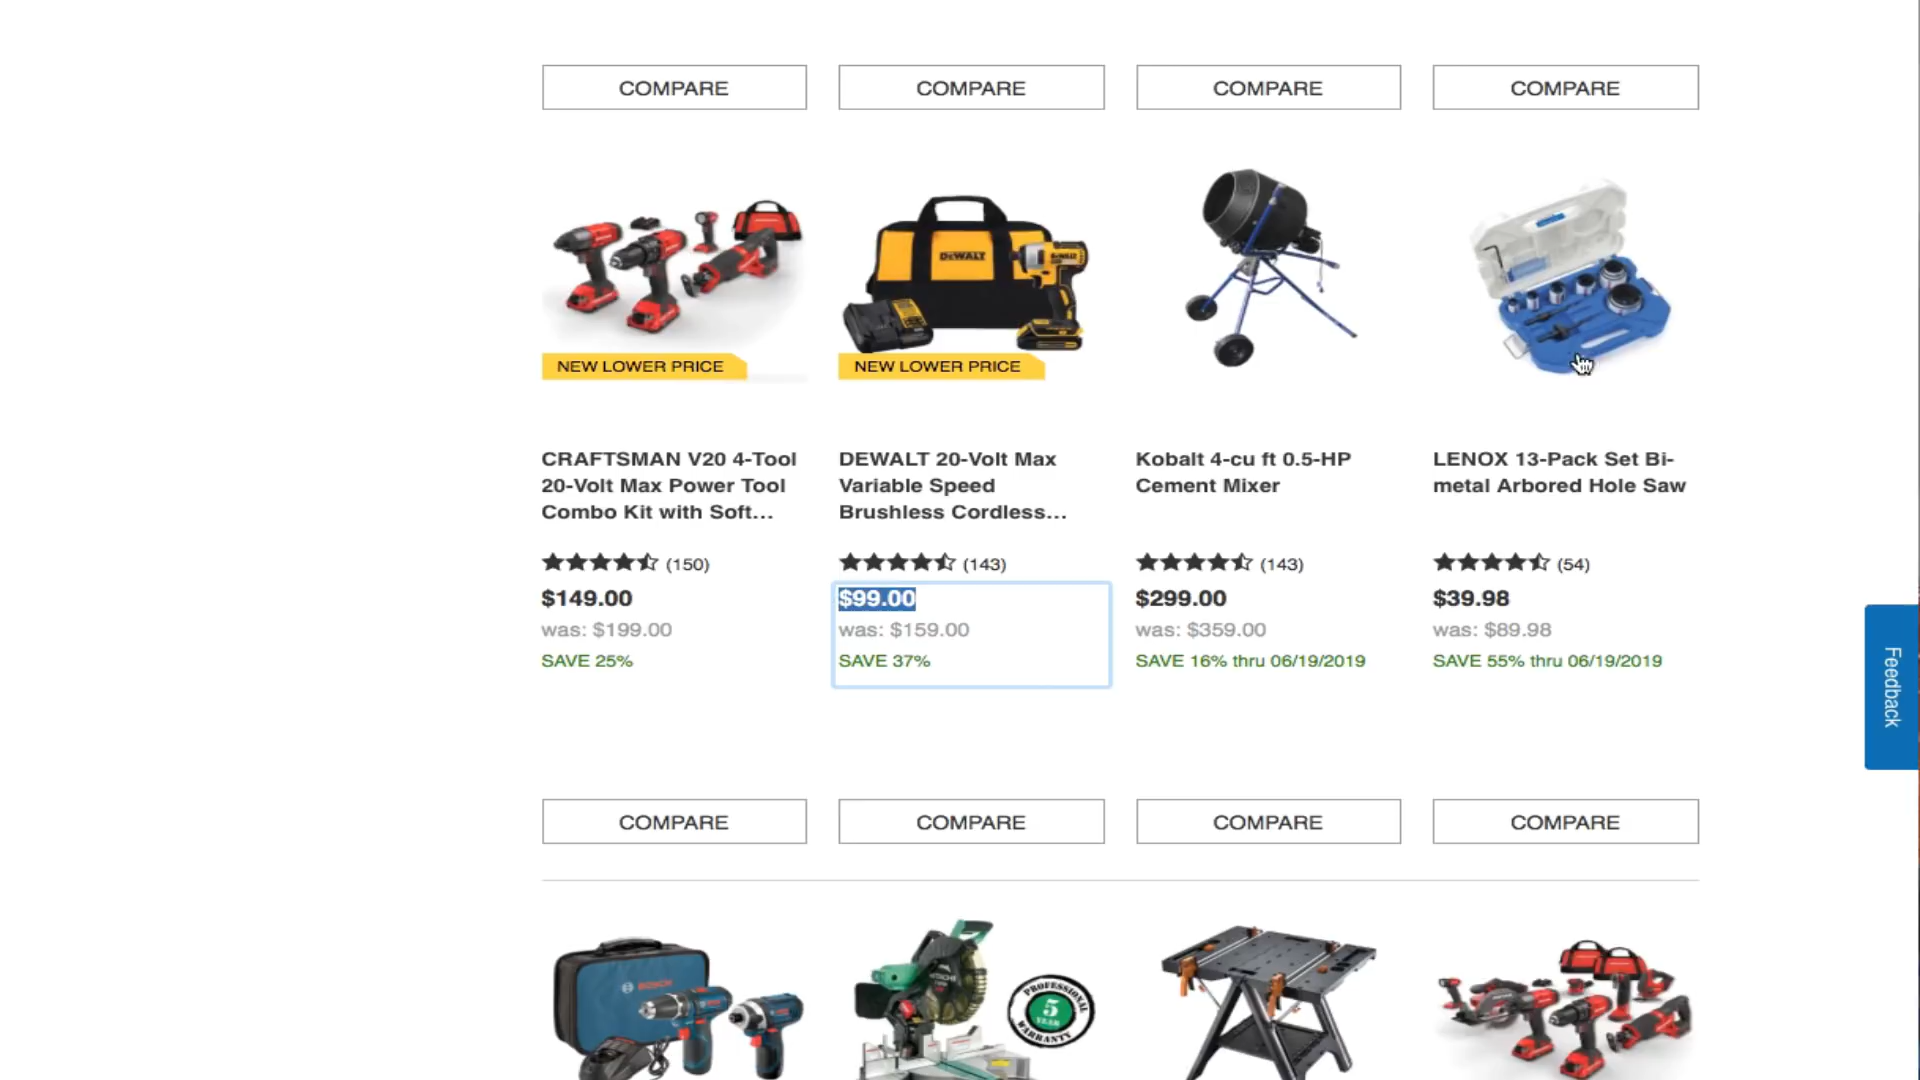 COMPARE COMPARE COMPARE COMPARE
DEWALT
NEW LOWER PRICE
NEW LOWER PRICE
CRAFTSMAN V20 4-Tool
20-Volt Max Power Tool
Combo Kit with Soft...
(150)
$149.00
was: $199.00
SAVE 25%
DEWALT 20-Volt Max
Variable Speed
Brushless Cordless...
(143)
$99.00
was: $159.00
SAVE 37%
Kobalt 4-cu ft 0.5-HP
Cement Mixer
(143)
$299.00
was: $359.00
SAVE 16% thru 06/19/2019
LENOX 13-Pack Set Bi-
metal Arbored Hole Saw
(54)
$39.98
was: $89.98
SAVE 55% thru 06/19/2019
Feedback
COMPARE COMPARE COMPARE COMPARE
BOSCH
PROFESSIONAL
5
YEAR
WARRANTY